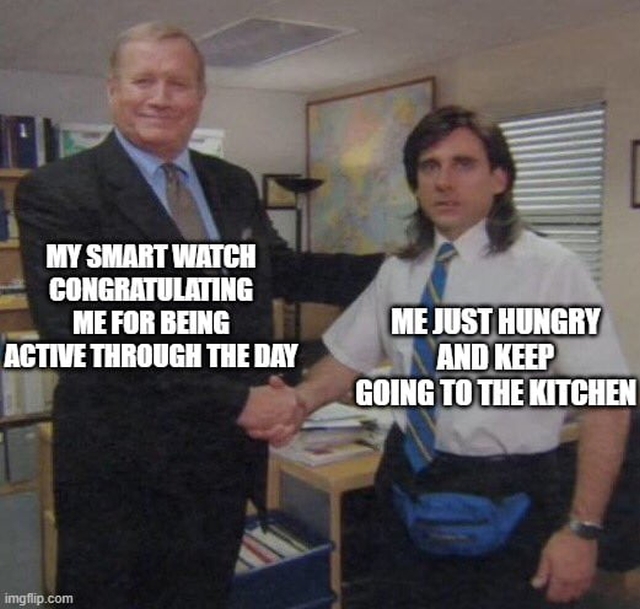 MY SMART WATCH
CONGRATULATING
ME FOR BEING
ACTIVE THROUGH THE DAY
ME JUST HUNGRY
AND KEEP
GOING TO THE KITCHEN
imgflip.com